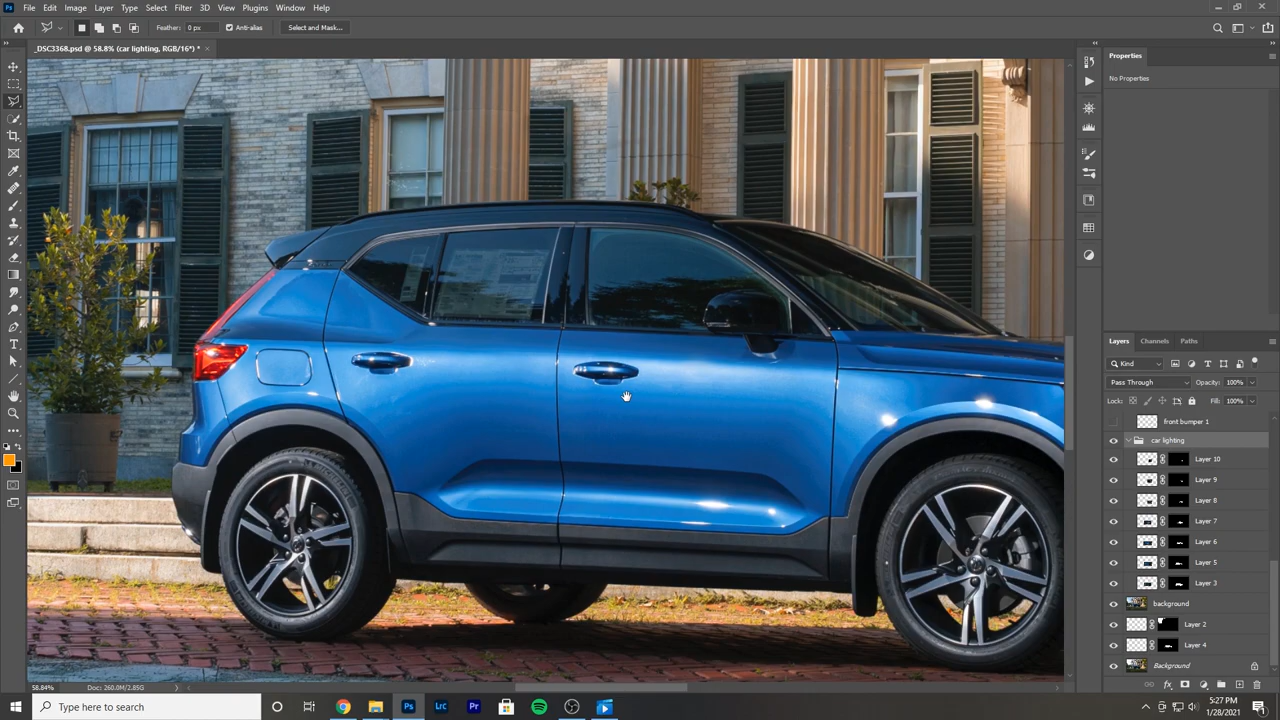 Ps File Edit Image Layer Type Select Filter 3D View Plugins Window Help
Feather: 0 px Anti-alias Select and Mask...
_DSC3368.psd @ 58.8% (car lighting, RGB/16*) * ×
Properties
No Properties
Layers Channels Paths
Kind
Pass Through Opacity: 100%
Lock: Fill: 100%
front bumper 1
car lighting
Layer 10
Layer 9
Layer 8
Layer 7
Layer 6
Layer 5
Layer 3
background
Layer 2
Layer 4
Background
58.84% Doc: 260.0M/2.85G
Type here to search
Ps Lrc Pr
5:27 PM
1/28/2021